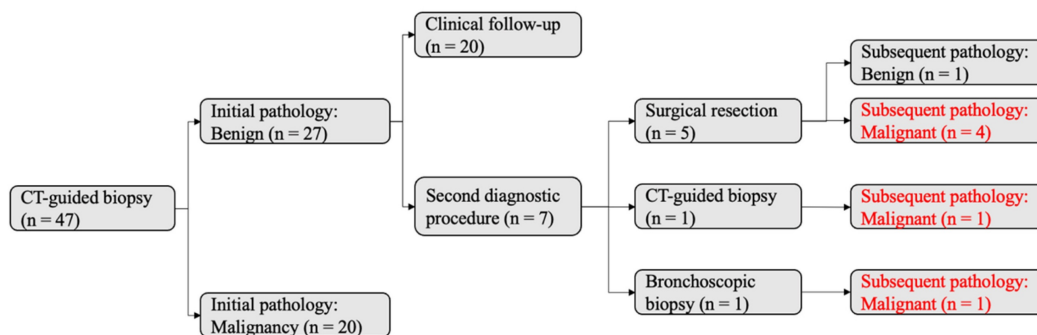 CT-guided biopsy
(n = 47)
Initial pathology:
Benign (n = 27)
Initial pathology:
Malignancy (n = 20)
Clinical follow-up
(n = 20)
Second diagnostic
procedure (n = 7)
Surgical resection
(n = 5)
CT-guided biopsy
(n = 1)
Bronchoscopic
biopsy (n = 1)
Subsequent pathology:
Benign (n = 1)
Subsequent pathology:
Malignant (n = 4)
Subsequent pathology:
Malignant (n = 1)
Subsequent pathology:
Malignant (n = 1)